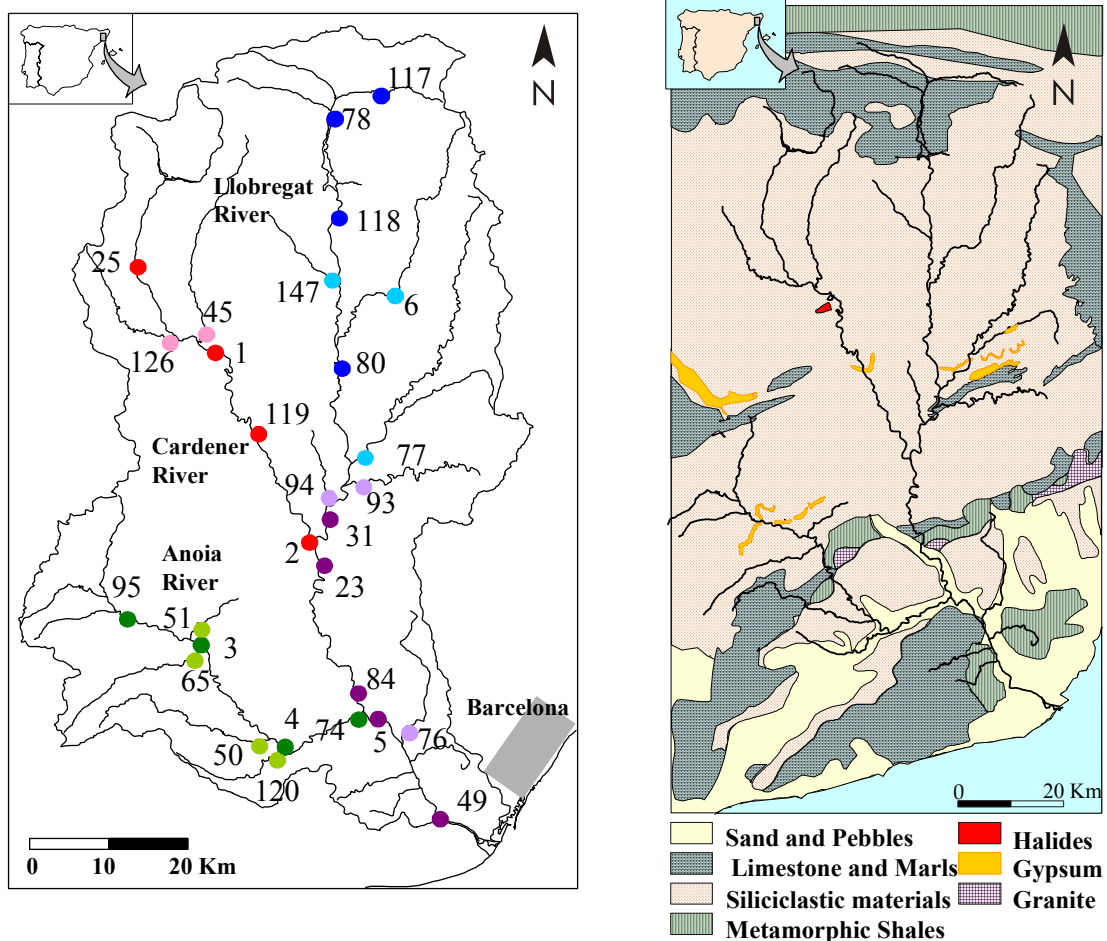 N
117
78
Llobregat
River
118
25
147
6
45
126
1
80
119
Cardener
River
77
94
93
31
2
23
Anoia
River
95
51
3
65
84
Barcelona
4
74
5
76
50
120
49
0 10 20 Km
N
0 20 Km
Sand and Pebbles
Limestone and Marls
Siliciclastic materials
Metamorphic Shales
Halides
Gypsum
Granite